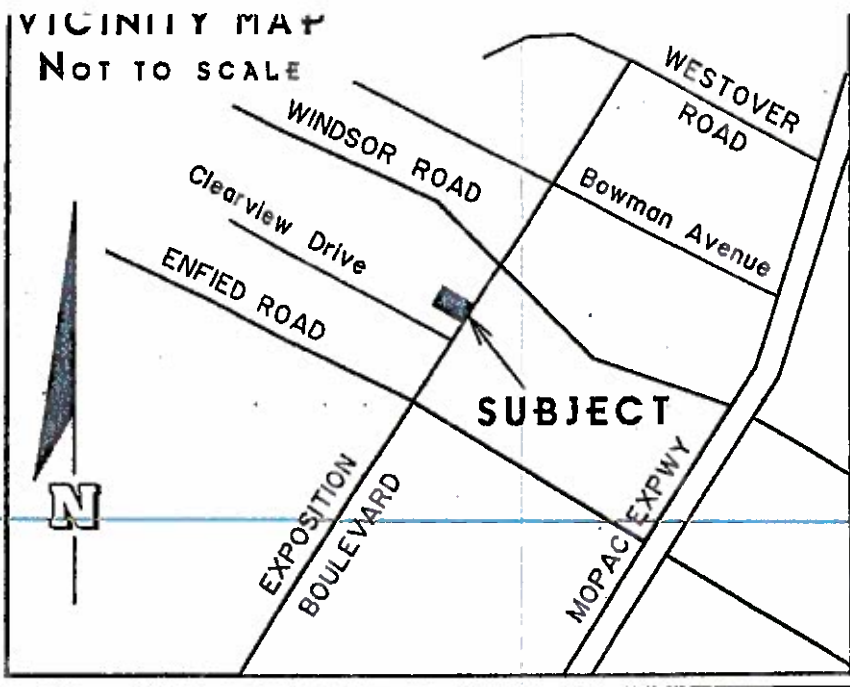 VICINITY MAP
NOT TO SCALE
WESTOVER
ROAD
WINDSOR ROAD
Bowman Avenue
Clearview Drive
ENFIED ROAD
SUBJECT
EXPOSITION
BOULEVARD
MOPAC EXPWY
N